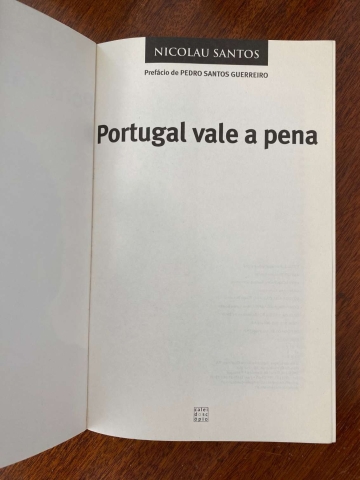 NICOLAU SANTOS
Prefácio de PEDRO SANTOS GUERREIRO
Portugal vale a pena